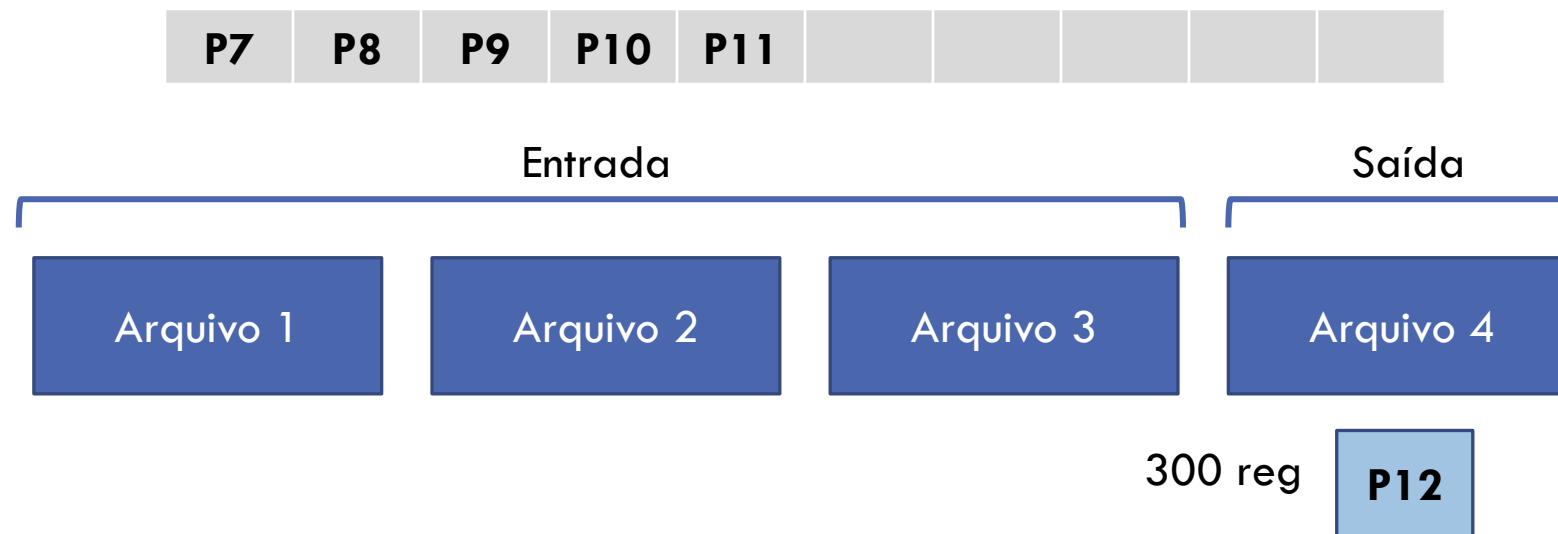 P7 P8 P9 P10 P11
Entrada Saída
Arquivo 1 Arquivo 2 Arquivo 3 Arquivo 4
300 reg P12